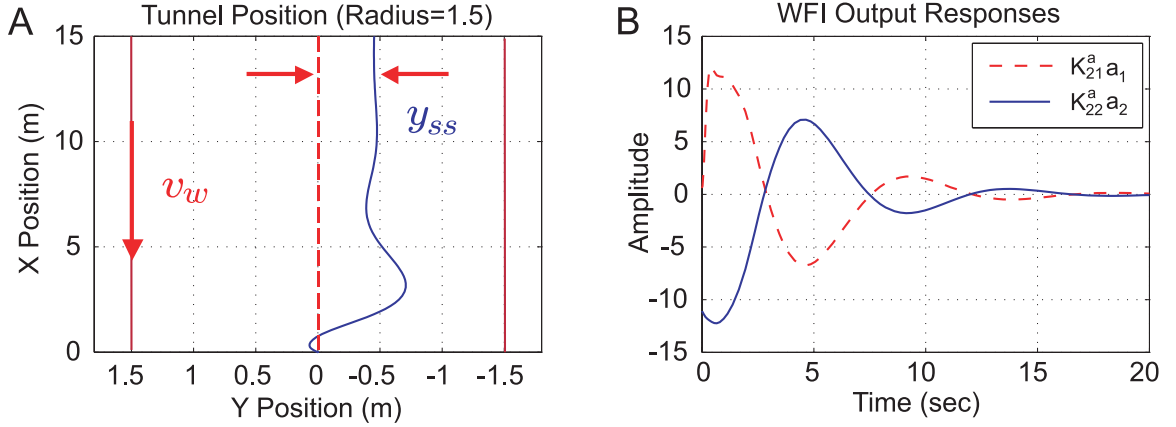 A
Tunnel Position (Radius=1.5)
15
10
5
0
X Position (m)
v_w
y_ss
1.5 1 0.5 0 -0.5 -1 -1.5
Y Position (m)
B
WFI Output Responses
15
10
5
0
-5
-10
-15
Amplitude
K^a_21 a_1
K^a_22 a_2
0 5 10 15 20
Time (sec)